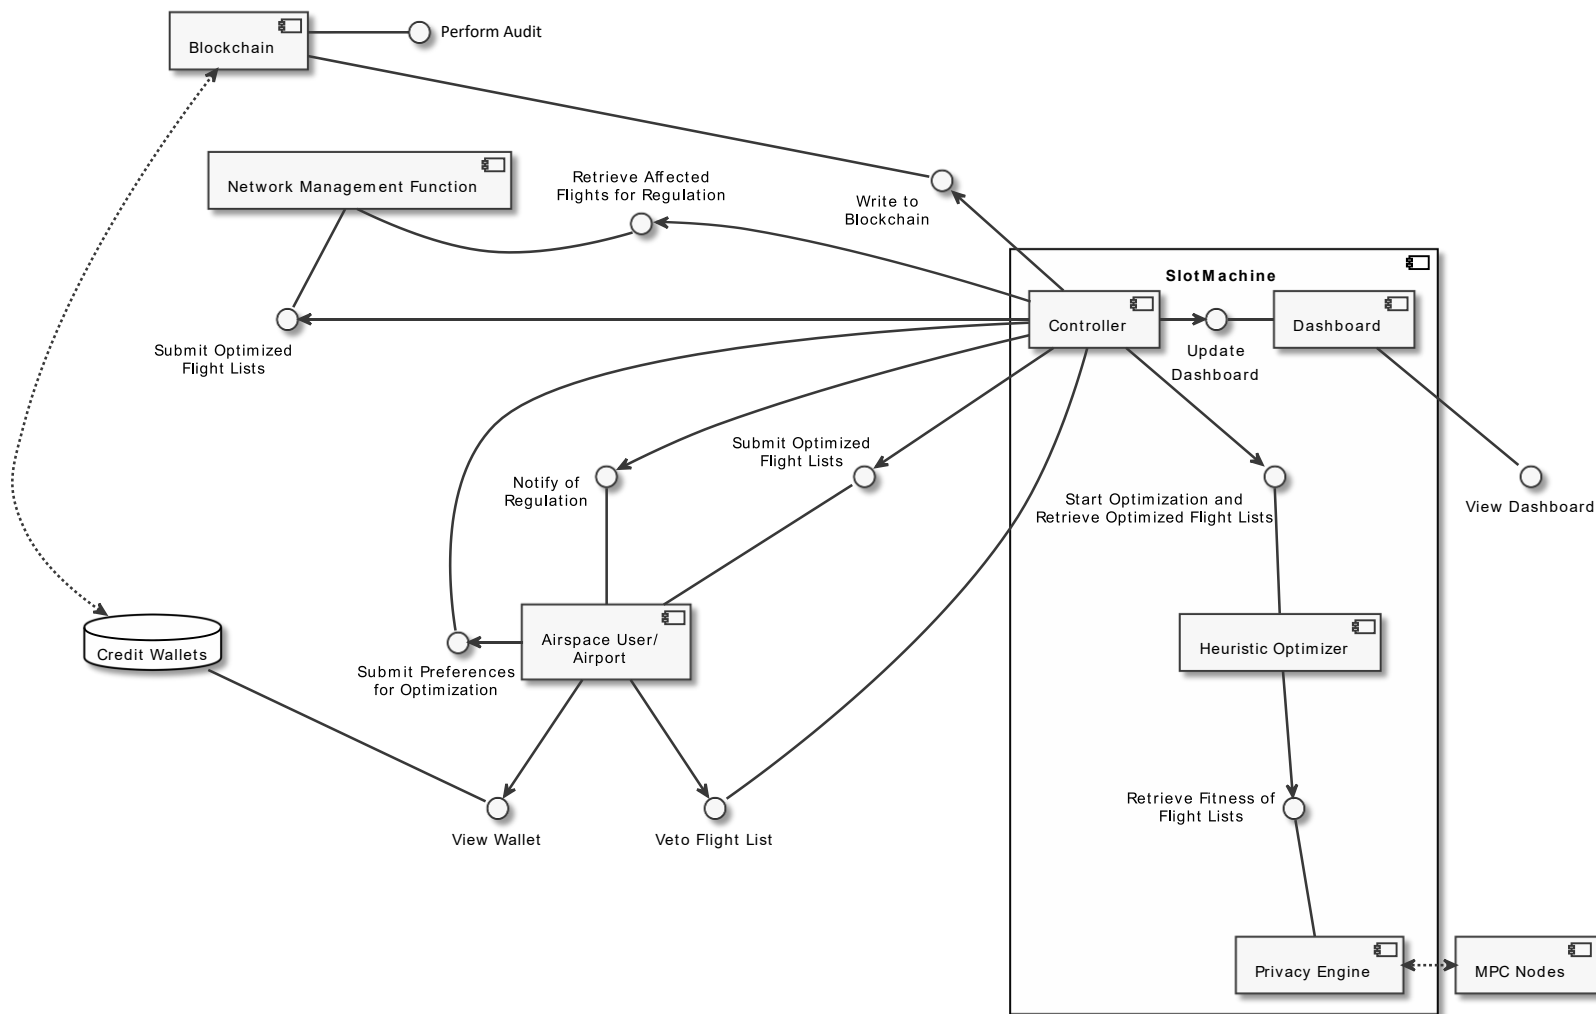 Perform Audit
Blockchain
Network Management Function
Retrieve Affected
Flights for Regulation
Write to
Blockchain
SlotMachine
Controller
Dashboard
Update
Dashboard
Submit Optimized
Flight Lists
Submit Optimized
Flight Lists
Notify of
Regulation
Start Optimization and
Retrieve Optimized Flight Lists
View Dashboard
Airspace User/
Airport
Heuristic Optimizer
Credit Wallets
Submit Preferences
for Optimization
View Wallet
Veto Flight List
Retrieve Fitness of
Flight Lists
Privacy Engine
MPC Nodes